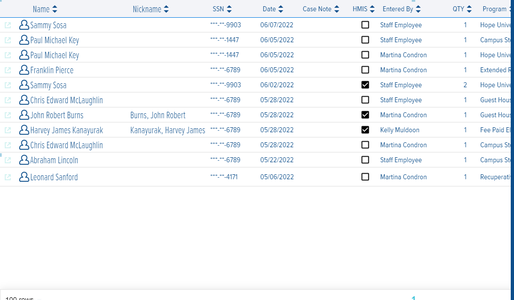 Name Nickname SSN Date Case Note HMIS Entered By QTY Program
Sammy Sosa ***-**-9903 06/07/2022 Staff Employee 1 Hope Unive
Paul Michael Key ***-**-1447 06/05/2022 Staff Employee 1 Campus St
Paul Michael Key ***-**-1447 06/05/2022 Martina Condron 1 Hope Unive
Franklin Pierce ***-**-6789 06/05/2022 Martina Condron 1 Extended R
Sammy Sosa ***-**-9903 06/02/2022 Staff Employee 2 Hope Unive
Chris Edward McLaughlin ***-**-6789 05/28/2022 Staff Employee 1 Guest Hous
John Robert Burns Burns, John Robert ***-**-6789 05/28/2022 Martina Condron 1 Guest Hous
Harvey James Kanayurak Kanayurak, Harvey James ***-**-6789 05/28/2022 Kelly Muldoon 1 Fee Paid El
Chris Edward McLaughlin ***-**-6789 05/28/2022 Martina Condron 1 Campus St
Abraham Lincoln ***-**-6789 05/22/2022 Staff Employee 1 Campus St
Leonard Sanford ***-**-4171 05/06/2022 Martina Condron 1 Recuperati
100 rows